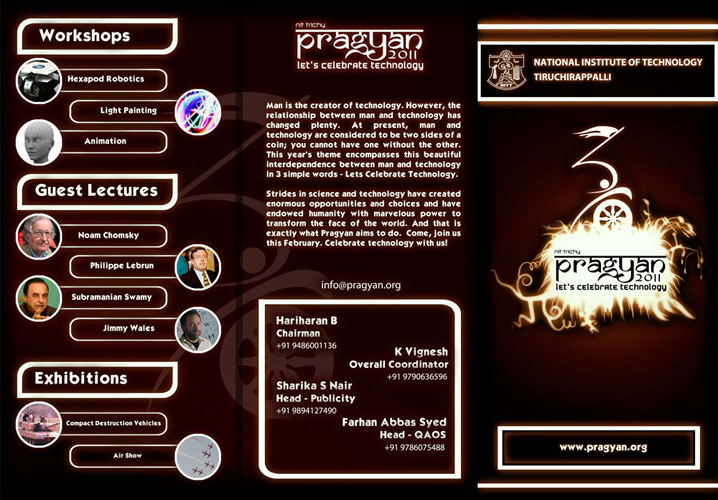 Workshops
Hexapod Robotics
Light Painting
Animation
Guest Lectures
Noam Chomsky
Philippe Lebrun
Subramanian Swamy
Jimmy Wales
Exhibitions
Compact Destruction Vehicles
Air Show
nit trichy
pragyan
2011
let's celebrate technology
Man is the creator of technology. However, the
relationship between man and technology has
changed plenty. At present, man and
technology are considered to be two sides of a
coin; you cannot have one without the other.
This year's theme encompasses this beautiful
interdependence between man and technology
in 3 simple words - Lets Celebrate Technology.
Strides in science and technology have created
enormous opportunities and choices and have
endowed humanity with marvelous power to
transform the face of the world. And that is
exactly what Pragyan aims to do. Come, join us
this February. Celebrate technology with us!
info@pragyan.org
Hariharan B
Chairman
+91 9486001136
K Vignesh
Overall Coordinator
+91 9790636596
Sharika S Nair
Head - Publicity
+91 9894127490
Farhan Abbas Syed
Head - QAOS
+91 9786075488
NATIONAL INSTITUTE OF TECHNOLOGY
TIRUCHIRAPPALLI
nit trichy
pragyan
2011
let's celebrate technology
www.pragyan.org